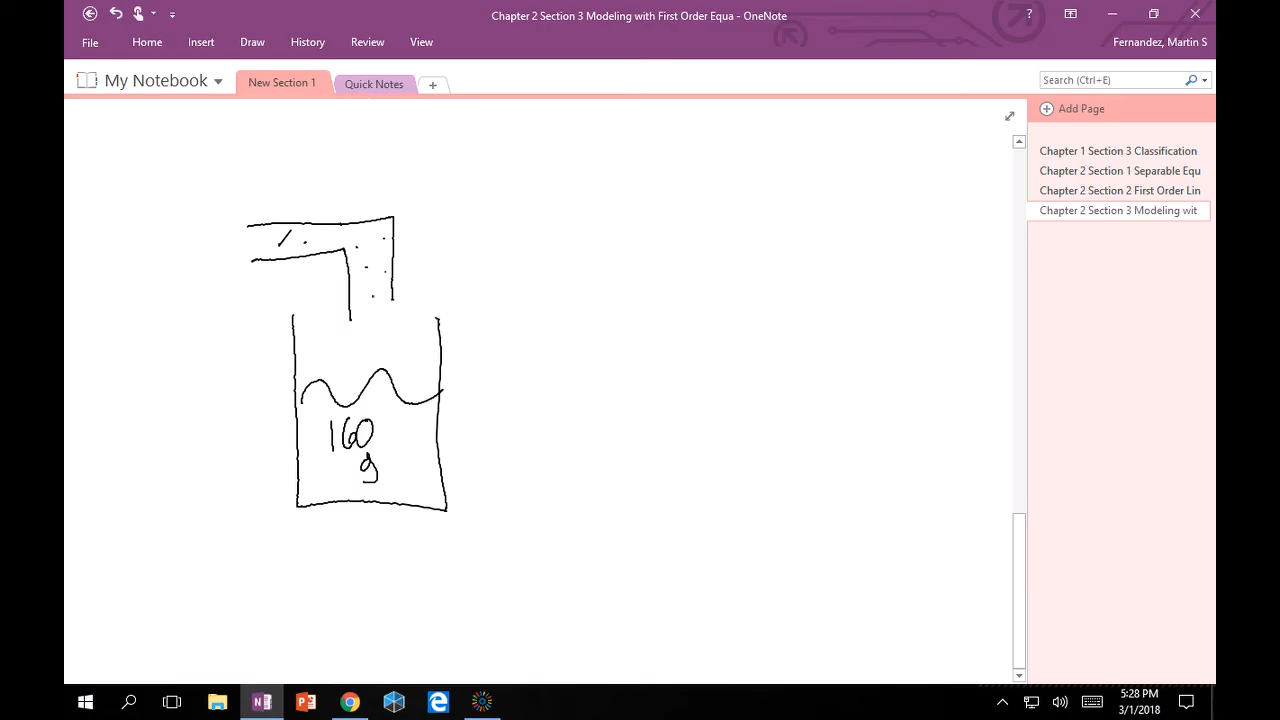 Chapter 2 Section 3 Modeling with First Order Equa - OneNote
?
File Home Insert Draw History Review View
Fernandez, Martin S
My Notebook
New Section 1
Quick Notes
+
Search (Ctrl+E)
Add Page
Chapter 1 Section 3 Classification
Chapter 2 Section 1 Separable Equ
Chapter 2 Section 2 First Order Lin
Chapter 2 Section 3 Modeling wit
160
g
5:28 PM
3/1/2018